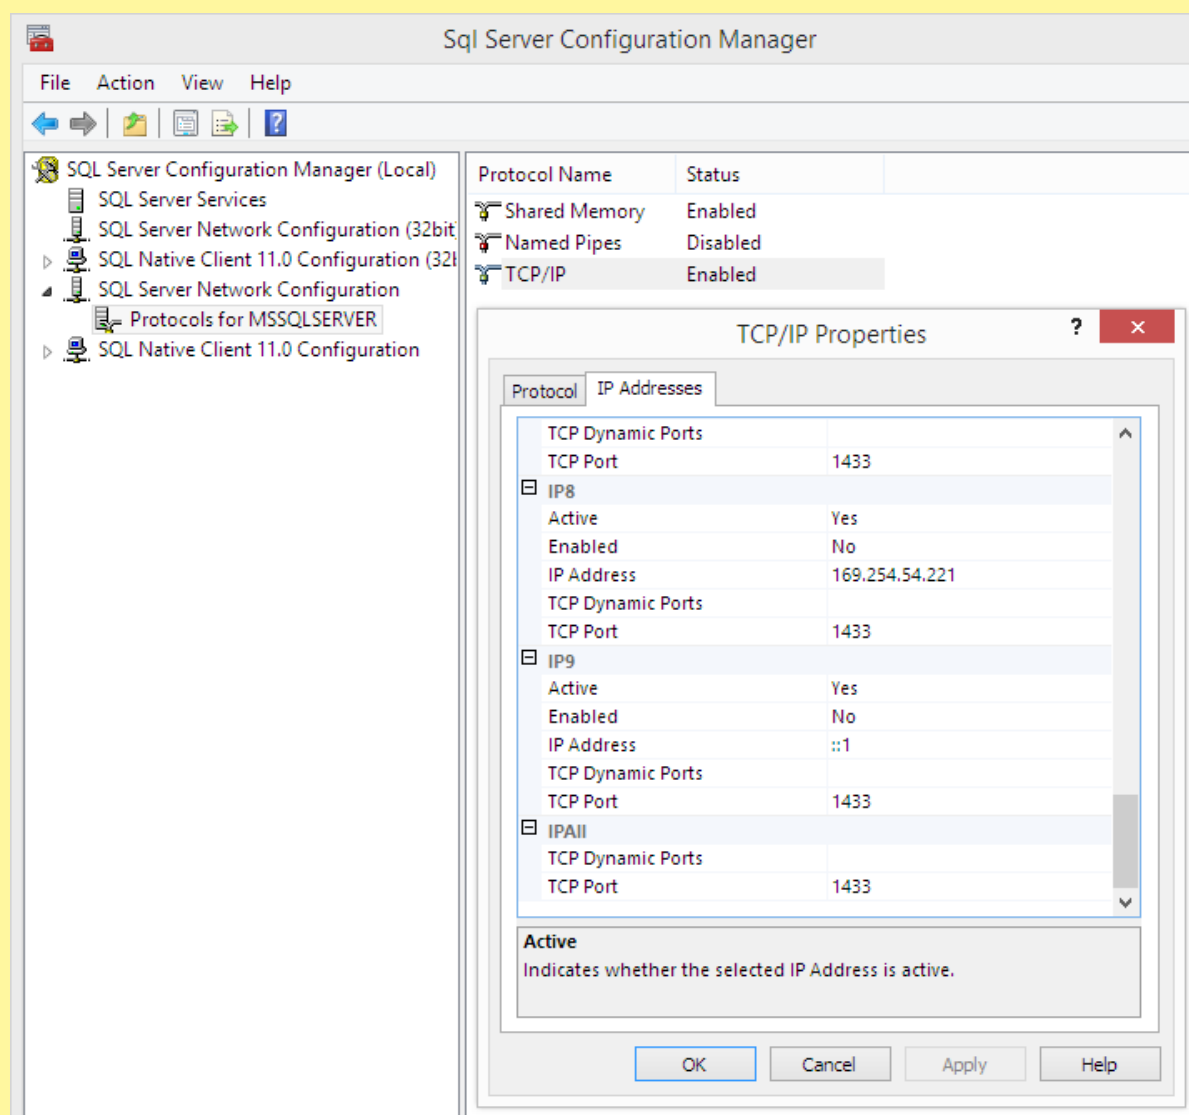 Sql Server Configuration Manager
File Action View Help
SQL Server Configuration Manager (Local)
SQL Server Services
SQL Server Network Configuration (32bit
SQL Native Client 11.0 Configuration (32b
SQL Server Network Configuration
Protocols for MSSQLSERVER
SQL Native Client 11.0 Configuration
Protocol Name Status
Shared Memory Enabled
Named Pipes Disabled
TCP/IP Enabled
TCP/IP Properties
?
Protocol IP Addresses
TCP Dynamic Ports
TCP Port 1433
IP8
Active Yes
Enabled No
IP Address 169.254.54.221
TCP Dynamic Ports
TCP Port 1433
IP9
Active Yes
Enabled No
IP Address ::1
TCP Dynamic Ports
TCP Port 1433
IPAll
TCP Dynamic Ports
TCP Port 1433
Active
Indicates whether the selected IP Address is active.
OK Cancel Apply Help